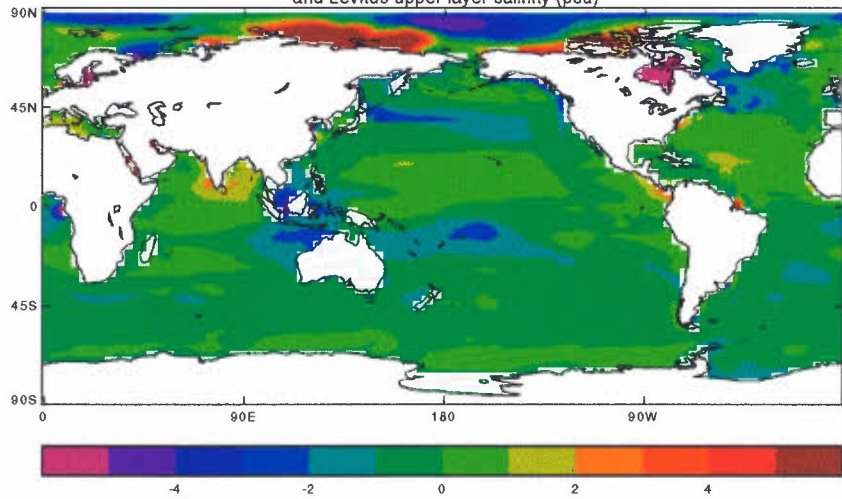 and Levitus upper layer salinity (psu)
90N
45N
0
45S
90S
0 90E 180 90W
-4 -2 0 2 4